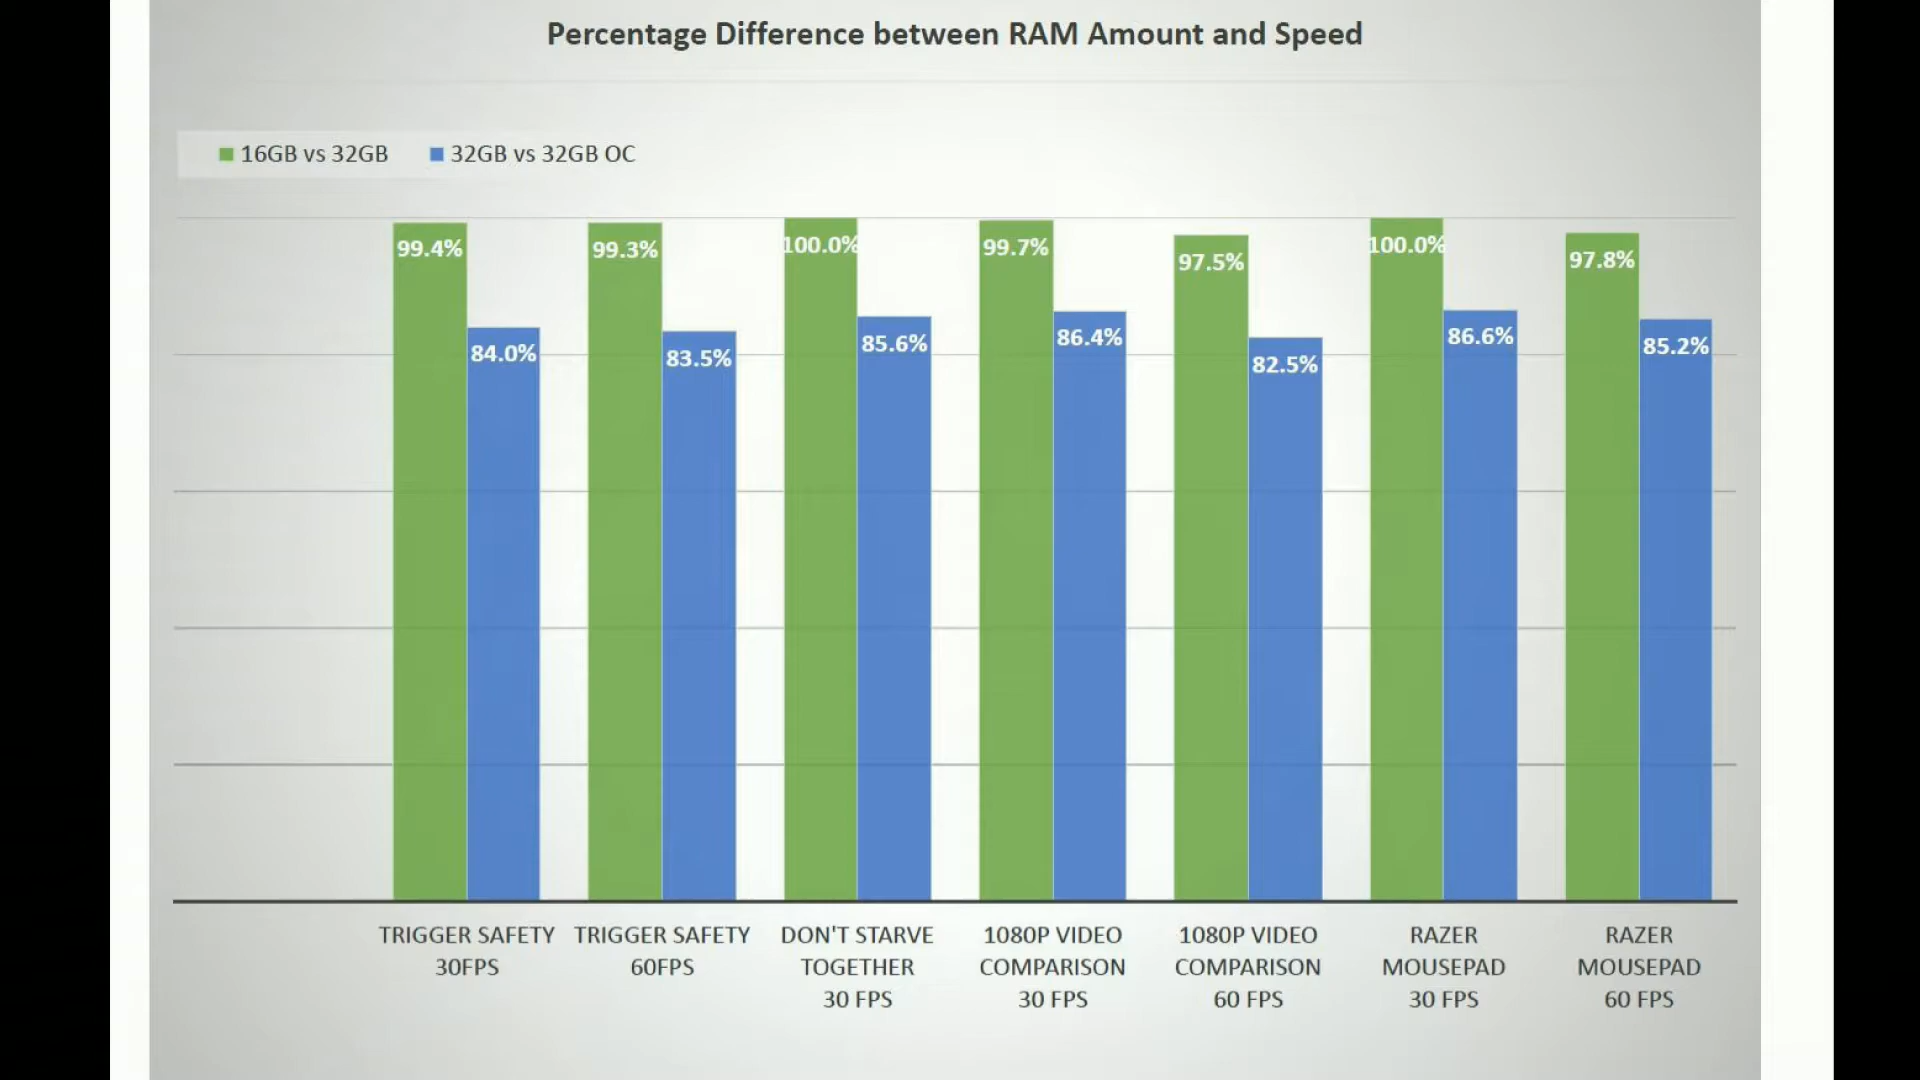 Percentage Difference between RAM Amount and Speed
16GB vs 32GB 32GB vs 32GB OC
99.4% 99.3% 100.0% 99.7% 97.5% 100.0% 97.8%
84.0% 83.5% 85.6% 86.4% 82.5% 86.6% 85.2%
TRIGGER SAFETY TRIGGER SAFETY DON'T STARVE 1080P VIDEO 1080P VIDEO RAZER RAZER
30FPS 60FPS TOGETHER COMPARISON COMPARISON MOUSEPAD MOUSEPAD
30 FPS 30 FPS 60 FPS 30 FPS 60 FPS